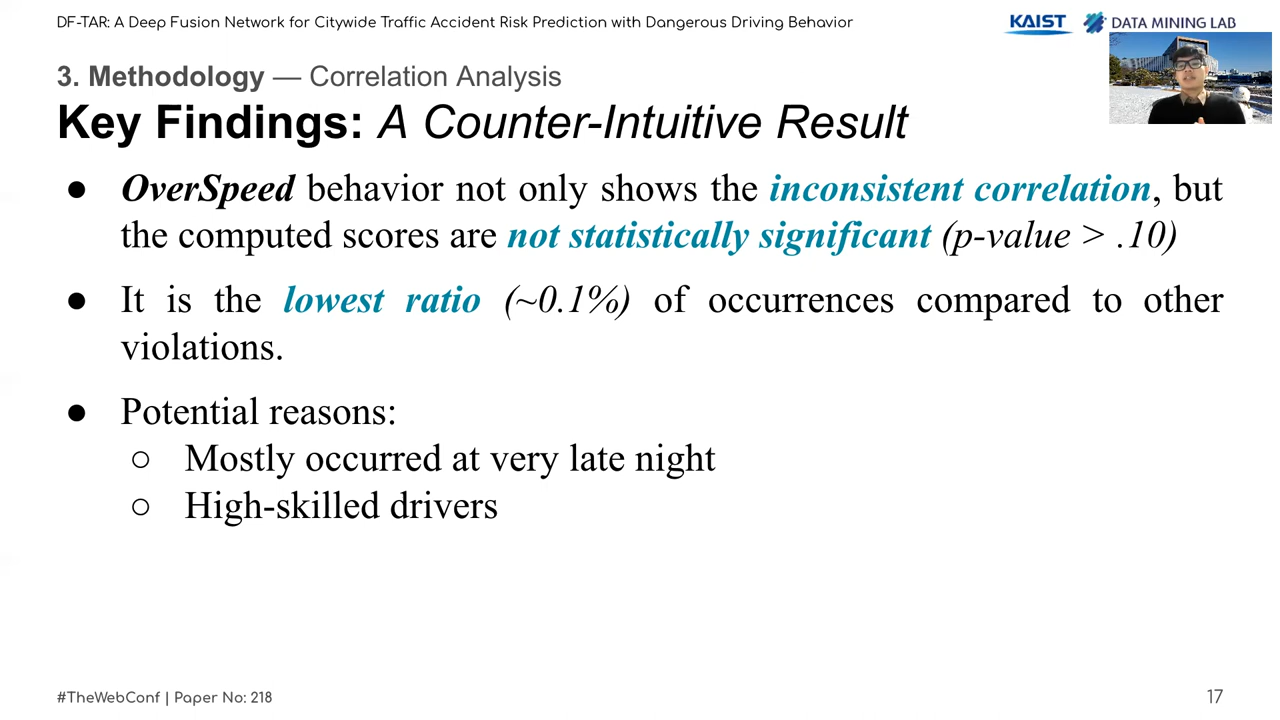 DF-TAR: A Deep Fusion Network for Citywide Traffic Accident Risk Prediction with Dangerous Driving Behavior
KAIST DATA MINING LAB
3. Methodology — Correlation Analysis
Key Findings: A Counter-Intuitive Result
● OverSpeed behavior not only shows the inconsistent correlation, but
the computed scores are not statistically significant (p-value > .10)
● It is the lowest ratio (~0.1%) of occurrences compared to other
violations.
● Potential reasons:
○ Mostly occurred at very late night
○ High-skilled drivers
#TheWebConf | Paper No: 218
17